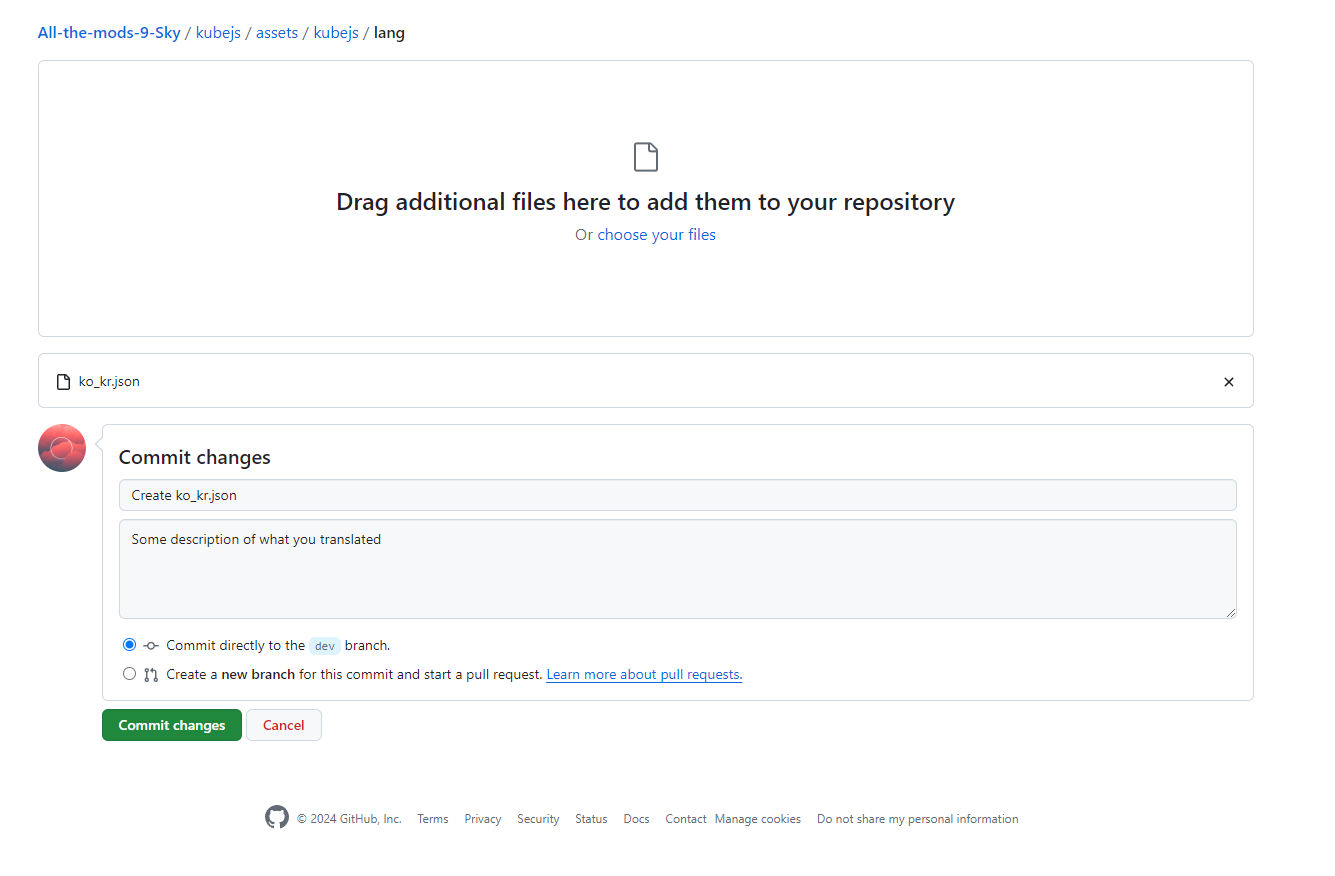 All-the-mods-9-Sky / kubejs / assets / kubejs / lang
Drag additional files here to add them to your repository
Or choose your files
ko_kr.json
Commit changes
Create ko_kr.json
Some description of what you translated
Commit directly to the dev branch.
Create a new branch for this commit and start a pull request. Learn more about pull requests.
Commit changes Cancel
© 2024 GitHub, Inc. Terms Privacy Security Status Docs Contact Manage cookies Do not share my personal information